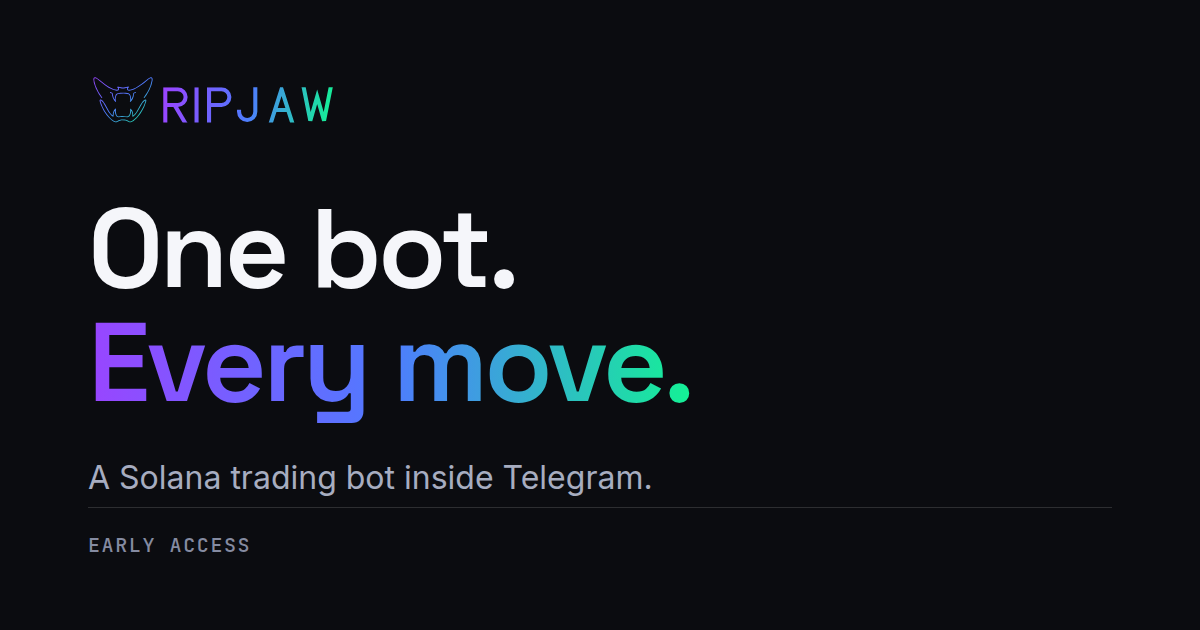 RIPJAW
One bot.
Every move.
A Solana trading bot inside Telegram.
EARLY ACCESS